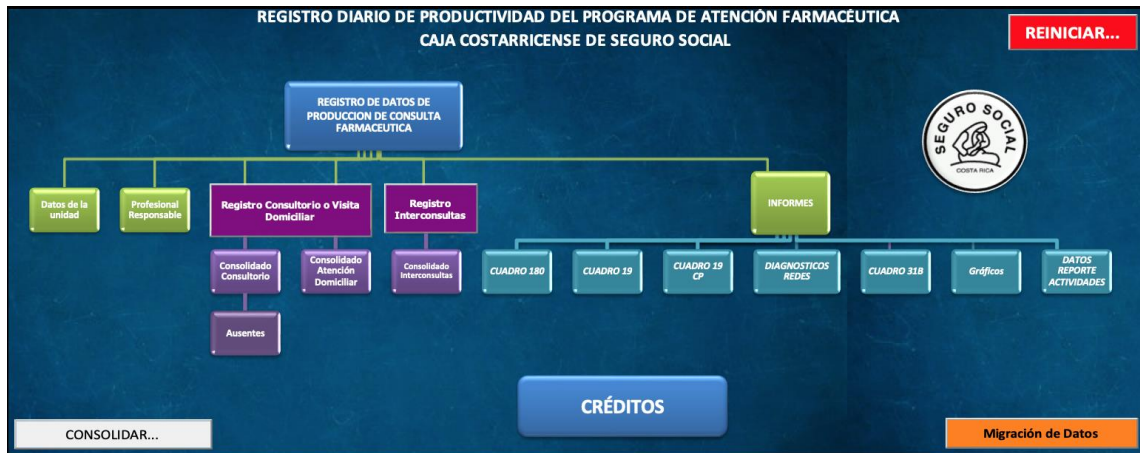 REGISTRO DIARIO DE PRODUCTIVIDAD DEL PROGRAMA DE ATENCIÓN FARMACÉUTICA
CAJA COSTARRICENSE DE SEGURO SOCIAL
REINICIAR...
REGISTRO DE DATOS DE
PRODUCCION DE CONSULTA
FARMACEUTICA
SEGURO SOCIAL
COSTA RICA
Datos de la
unidad
Profesional
Responsable
Registro Consultorio o Visita
Domiciliar
Registro
Interconsultas
INFORMES
Consolidado
Consultorio
Consolidado
Atención
Domiciliar
Consolidado
Interconsultas
CUADRO 180
CUADRO 19
CUADRO 19
CP
DIAGNOSTICOS
REDES
CUADRO 31B
Gráficos
DATOS
REPORTE
ACTIVIDADES
Ausentes
CRÉDITOS
CONSOLIDAR...
Migración de Datos